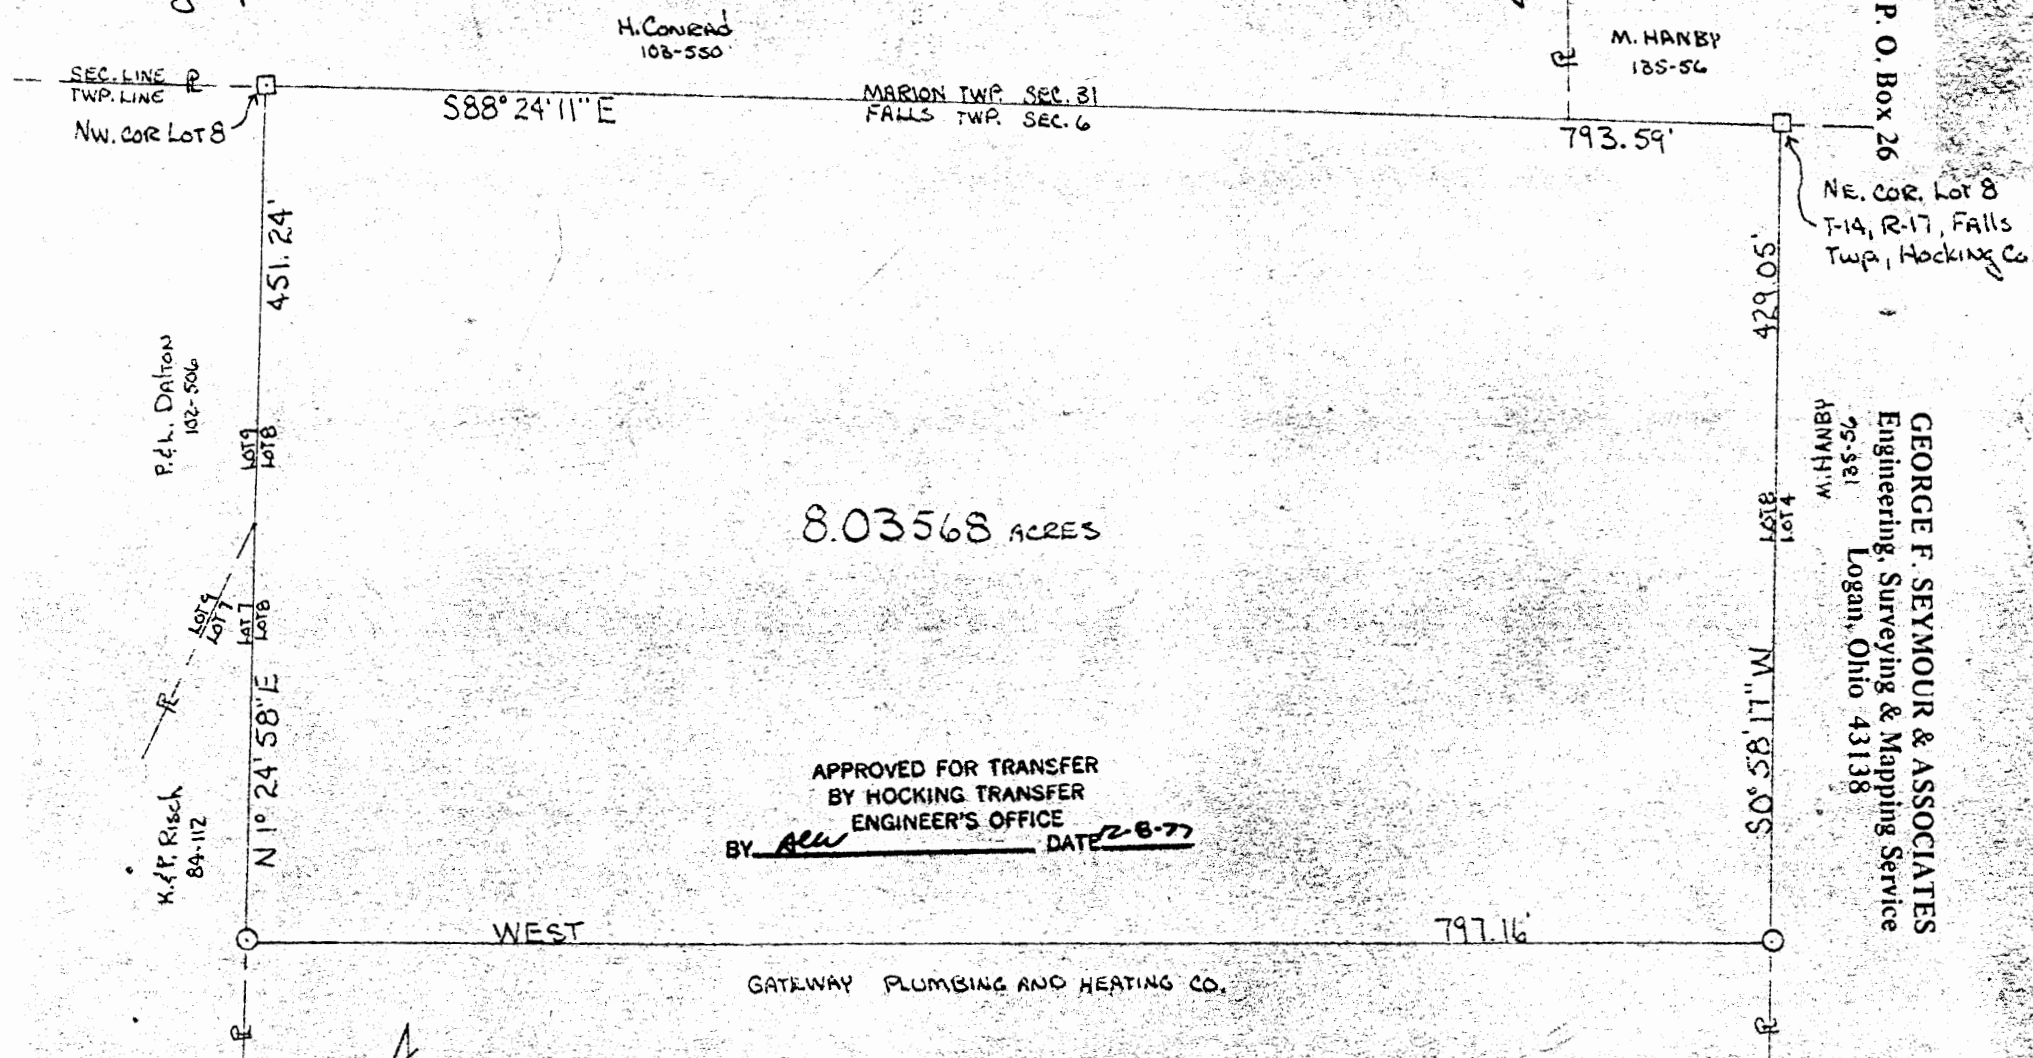 H. CONRAD
103-550
M. HANBY
135-56
SEC. LINE PL
TWP. LINE
NW. COR LOT 8
S88° 24' 11" E
MARION TWP. SEC. 31
FALLS TWP. SEC. 6
793.59'
NE. COR. LOT 8
T-14, R-17, FALLS
TWP., HOCKING CO
451.24'
429.05'
P. & L. DALTON
102-506
LOT 9
LOT 8
LOT 9
LOT 7
LOT 7
LOT 8
PL
N 1° 24' 58" E
K. & P. RISCH
84-112
8.03568 ACRES
M. HANBY
135-56
LOT 8
LOT 4
S0° 58' 17" W
APPROVED FOR TRANSFER
BY HOCKING TRANSFER
ENGINEER'S OFFICE
BY DATE 12-8-77
WEST
797.16'
GATEWAY PLUMBING AND HEATING CO.
PL
PL
PL
GEORGE F. SEYMOUR & ASSOCIATES
Engineering, Surveying & Mapping Service
P. O. Box 26 Logan, Ohio 43138